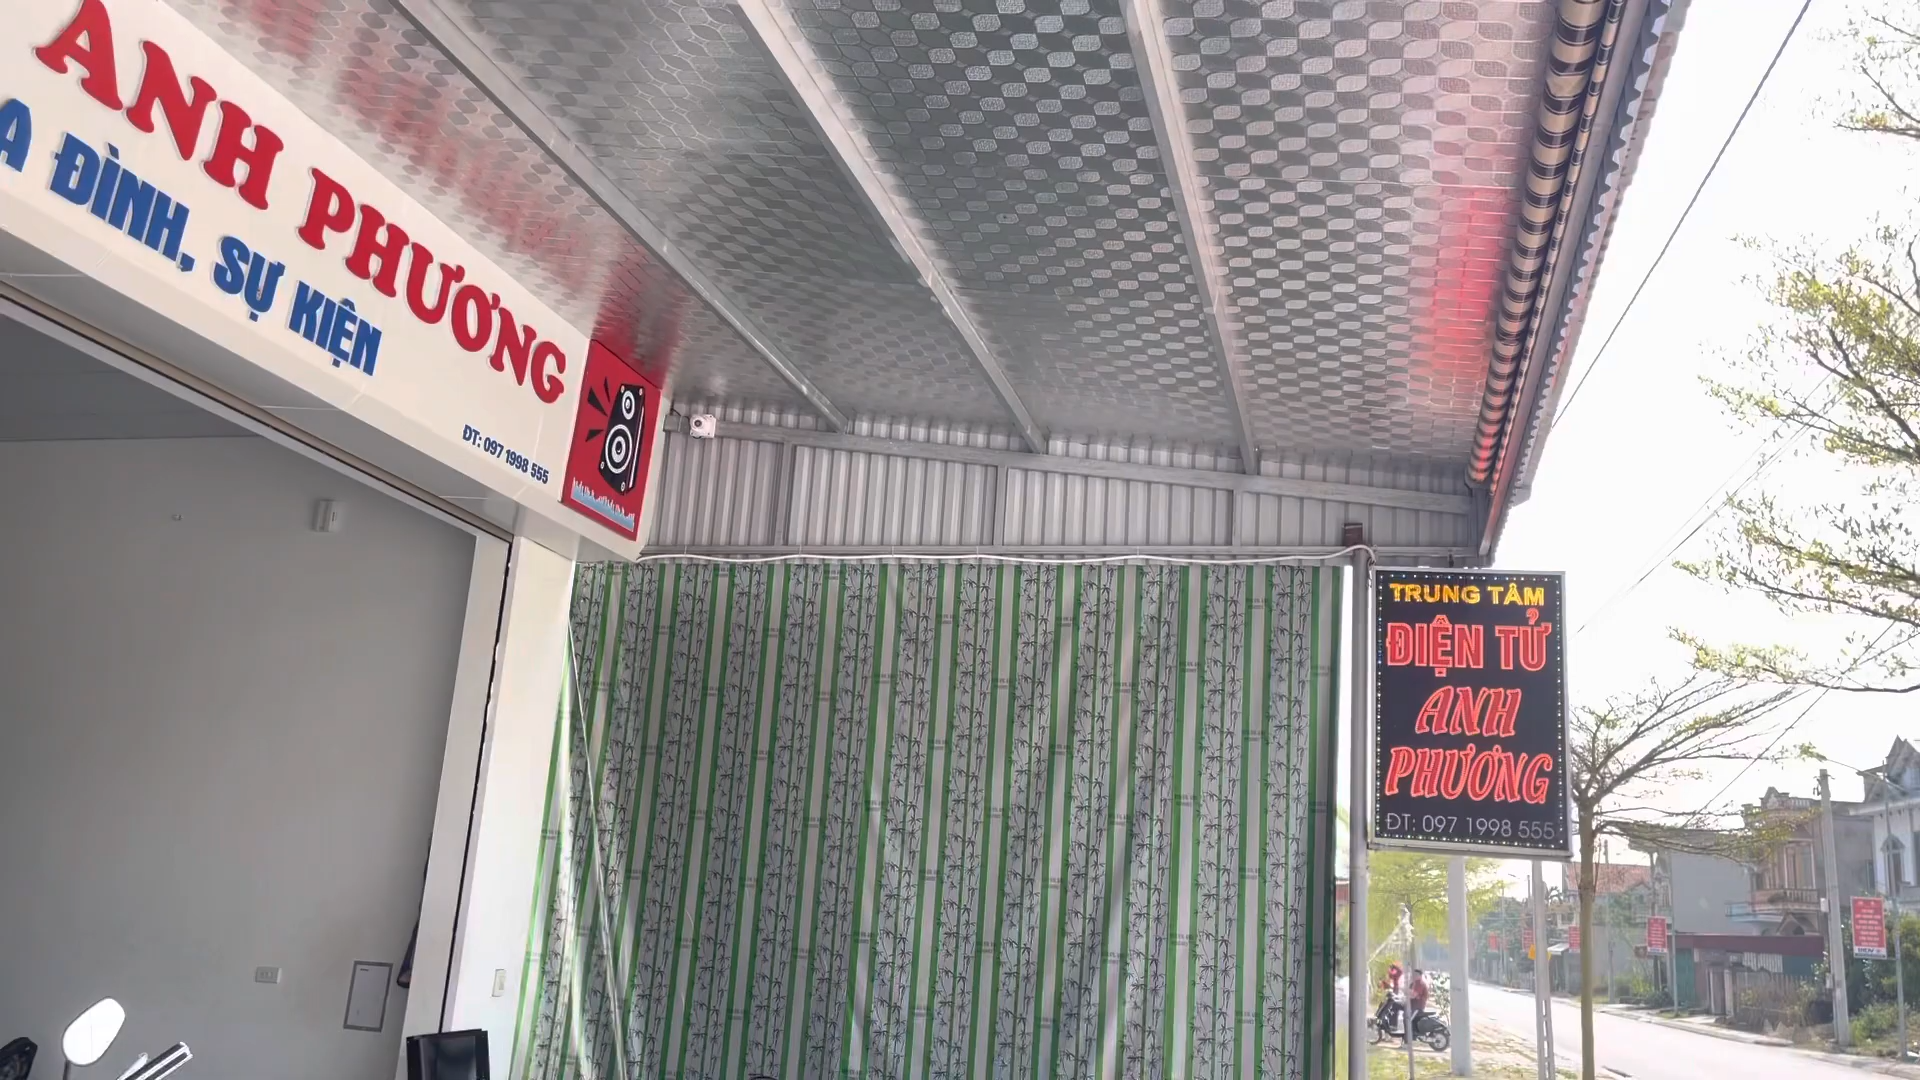 ANH PHƯƠNG
A ĐÌNH, SỰ KIỆN
ĐT: 097 1998 555
TRUNG TÂM
ĐIỆN TỬ
ANH
PHƯƠNG
ĐT: 097 1998 555